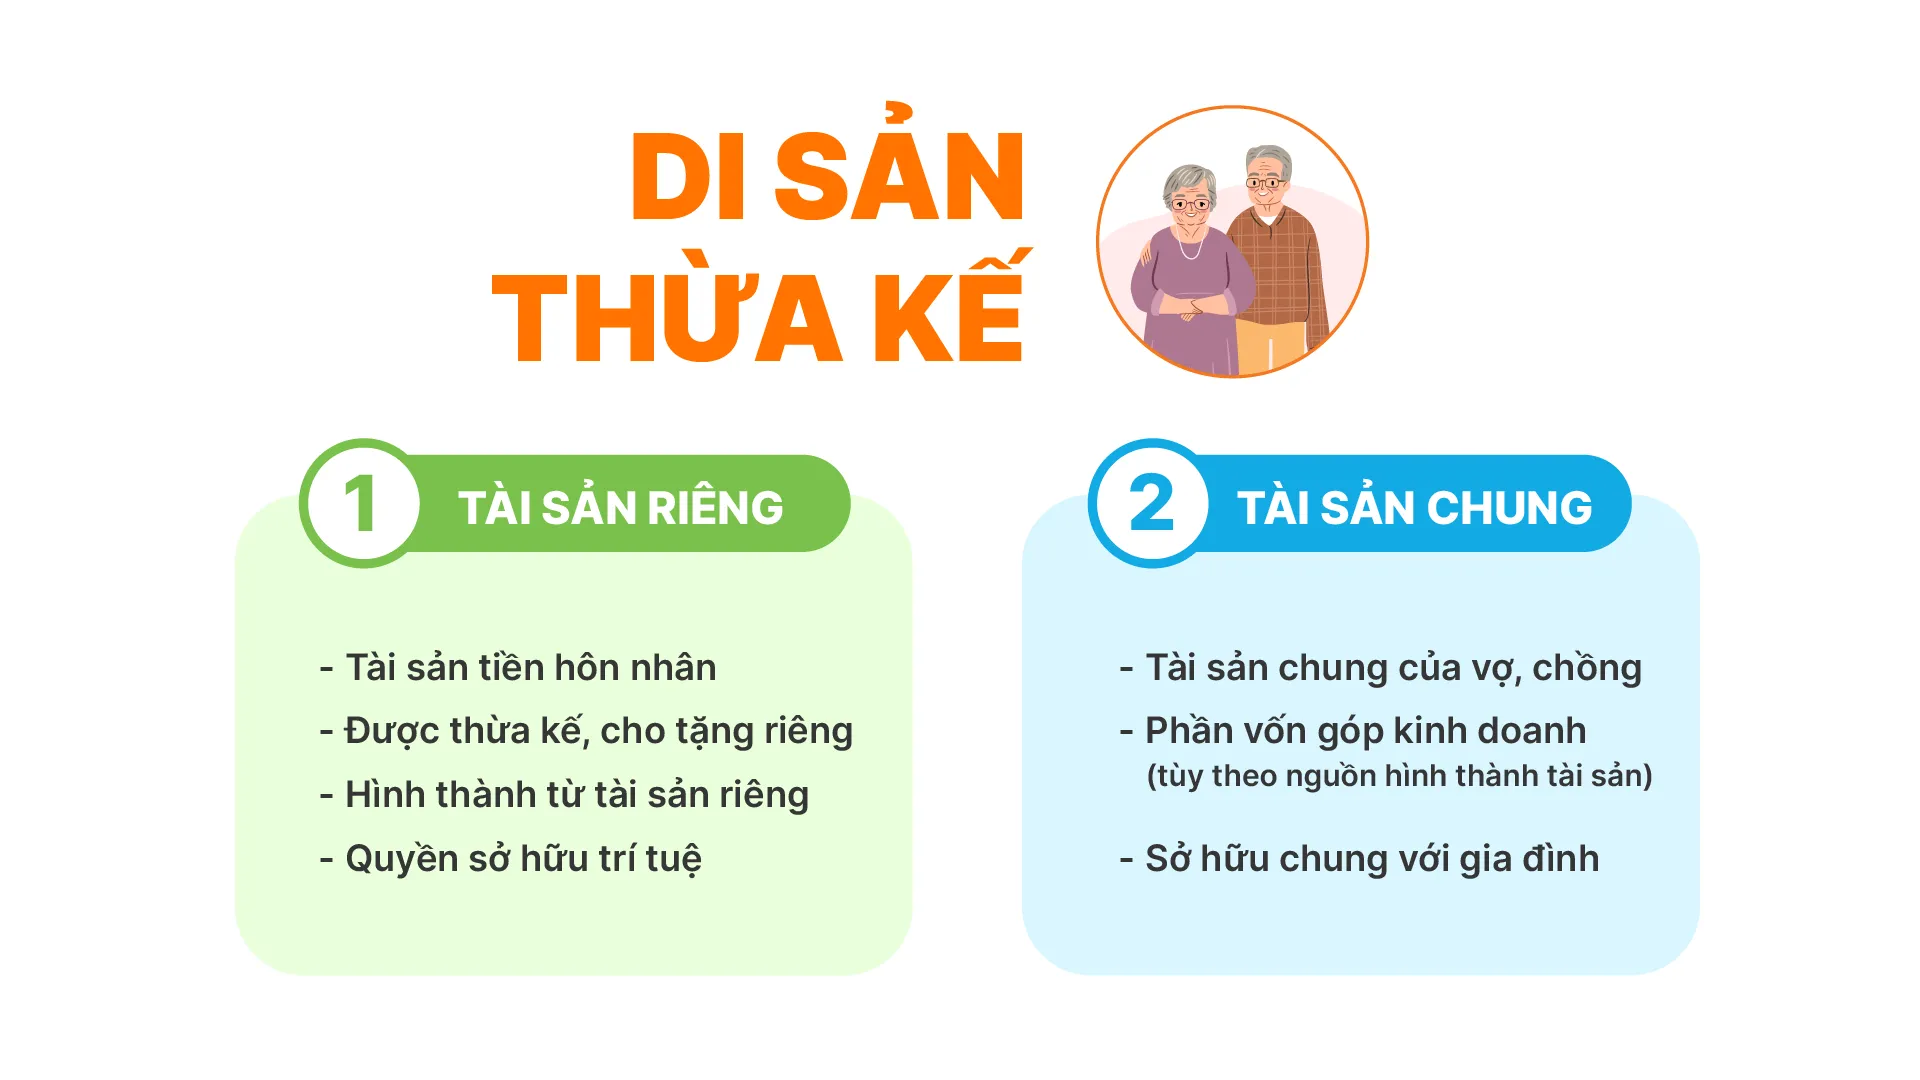 DI SẢN
THỪA KẾ
1
TÀI SẢN RIÊNG
- Tài sản tiền hôn nhân
- Được thừa kế, cho tặng riêng
- Hình thành từ tài sản riêng
- Quyền sở hữu trí tuệ
2
TÀI SẢN CHUNG
- Tài sản chung của vợ, chồng
- Phần vốn góp kinh doanh
(tùy theo nguồn hình thành tài sản)
- Sở hữu chung với gia đình